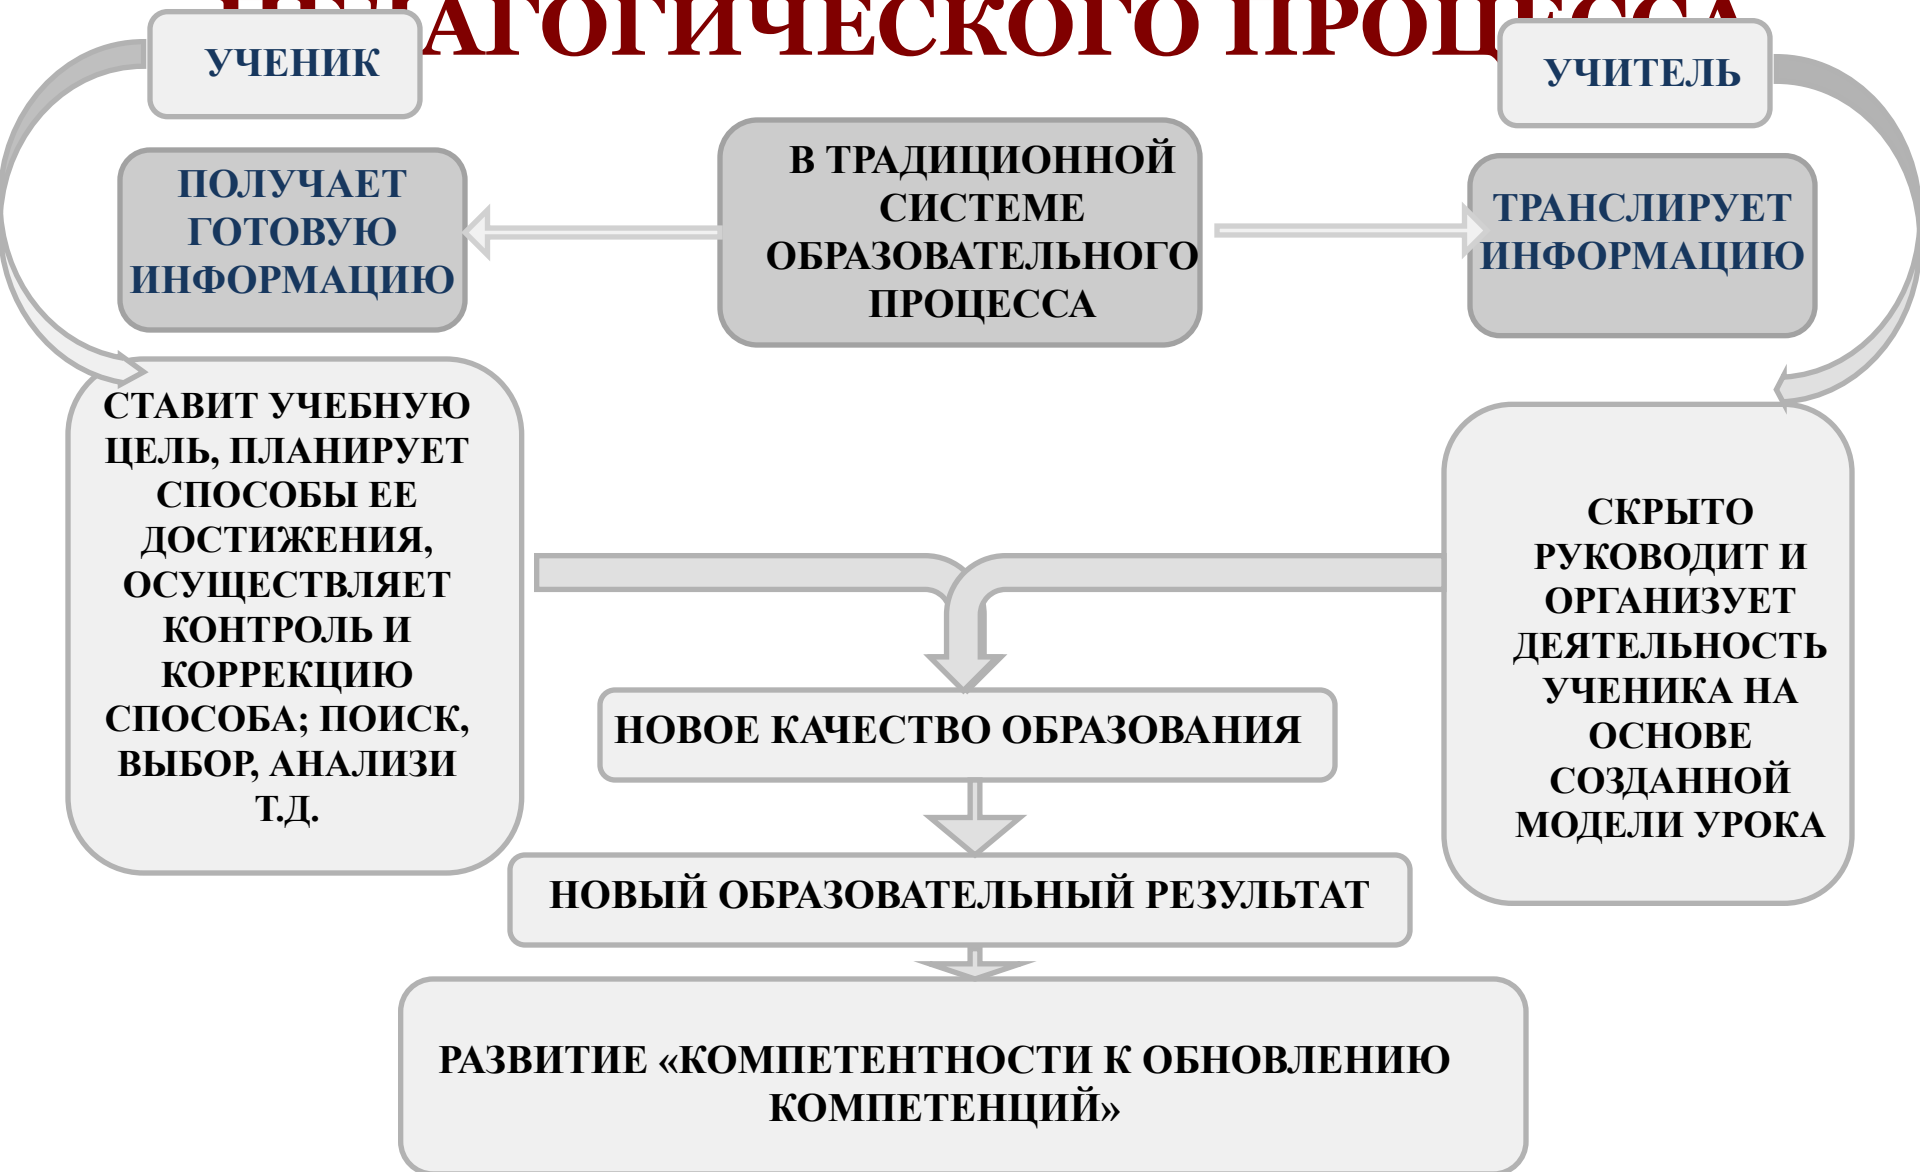 ПЕДАГОГИЧЕСКОГО ПРОЦЕССА
УЧЕНИК
УЧИТЕЛЬ
ПОЛУЧАЕТ
ГОТОВУЮ
ИНФОРМАЦИЮ
В ТРАДИЦИОННОЙ
СИСТЕМЕ
ОБРАЗОВАТЕЛЬНОГО
ПРОЦЕССА
ТРАНСЛИРУЕТ
ИНФОРМАЦИЮ
СТАВИТ УЧЕБНУЮ
ЦЕЛЬ, ПЛАНИРУЕТ
СПОСОБЫ ЕЕ
ДОСТИЖЕНИЯ,
ОСУЩЕСТВЛЯЕТ
КОНТРОЛЬ И
КОРРЕКЦИЮ
СПОСОБА; ПОИСК,
ВЫБОР, АНАЛИЗИ
Т.Д.
СКРЫТО
РУКОВОДИТ И
ОРГАНИЗУЕТ
ДЕЯТЕЛЬНОСТЬ
УЧЕНИКА НА
ОСНОВЕ
СОЗДАННОЙ
МОДЕЛИ УРОКА
НОВОЕ КАЧЕСТВО ОБРАЗОВАНИЯ
НОВЫЙ ОБРАЗОВАТЕЛЬНЫЙ РЕЗУЛЬТАТ
РАЗВИТИЕ «КОМПЕТЕНТНОСТИ К ОБНОВЛЕНИЮ
КОМПЕТЕНЦИЙ»